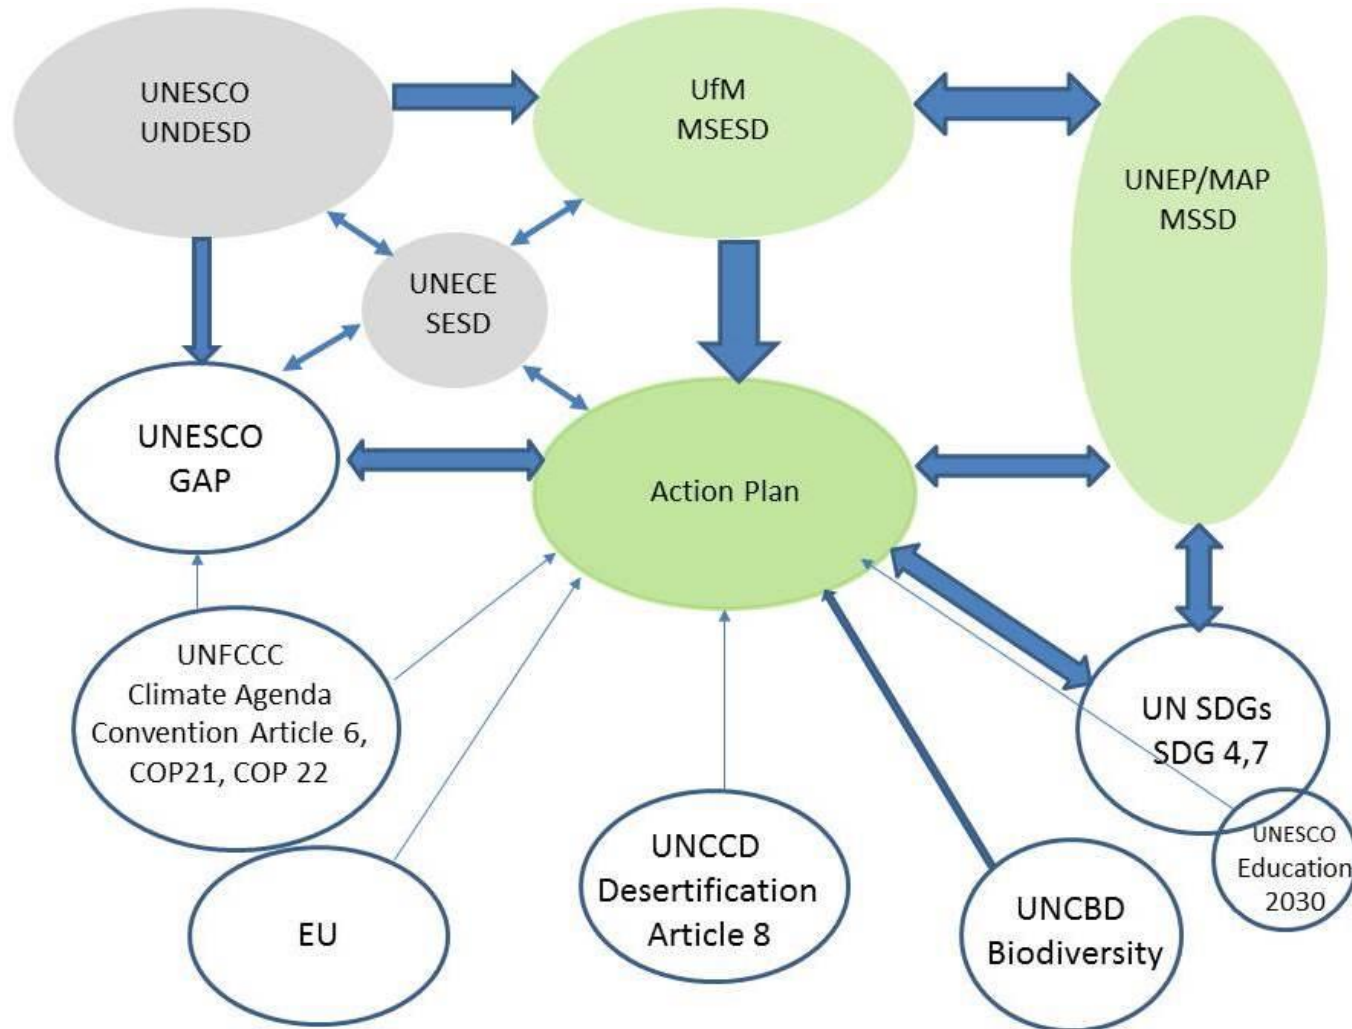 UNESCO
UNDESD
UfM
MSESD
UNEP/MAP
MSSD
UNECE
SESD
UNESCO
GAP
Action Plan
UNFCCC
Climate Agenda
Convention Article 6,
COP21, COP 22
UN SDGs
SDG 4,7
UNESCO
Education
2030
UNCCD
Desertification
Article 8
EU
UNCBD
Biodiversity